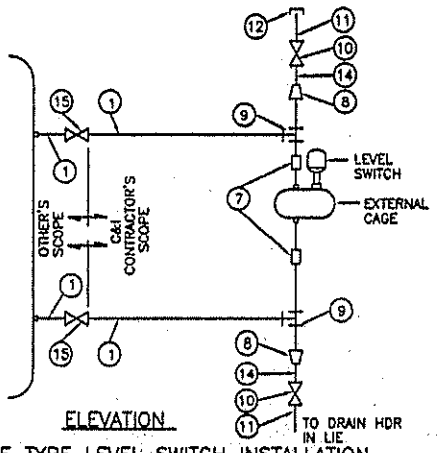 12
11
10
14
8
15
1
9
1
LEVEL
SWITCH
7
EXTERNAL
CAGE
OTHER'S
SCOPE
C&I
CONTRACTOR'S
SCOPE
1
15
1
9
8
14
10
11
TO DRAIN HDR
IN LIE
ELEVATION
TYPE LEVEL SWITCH INSTALLATION